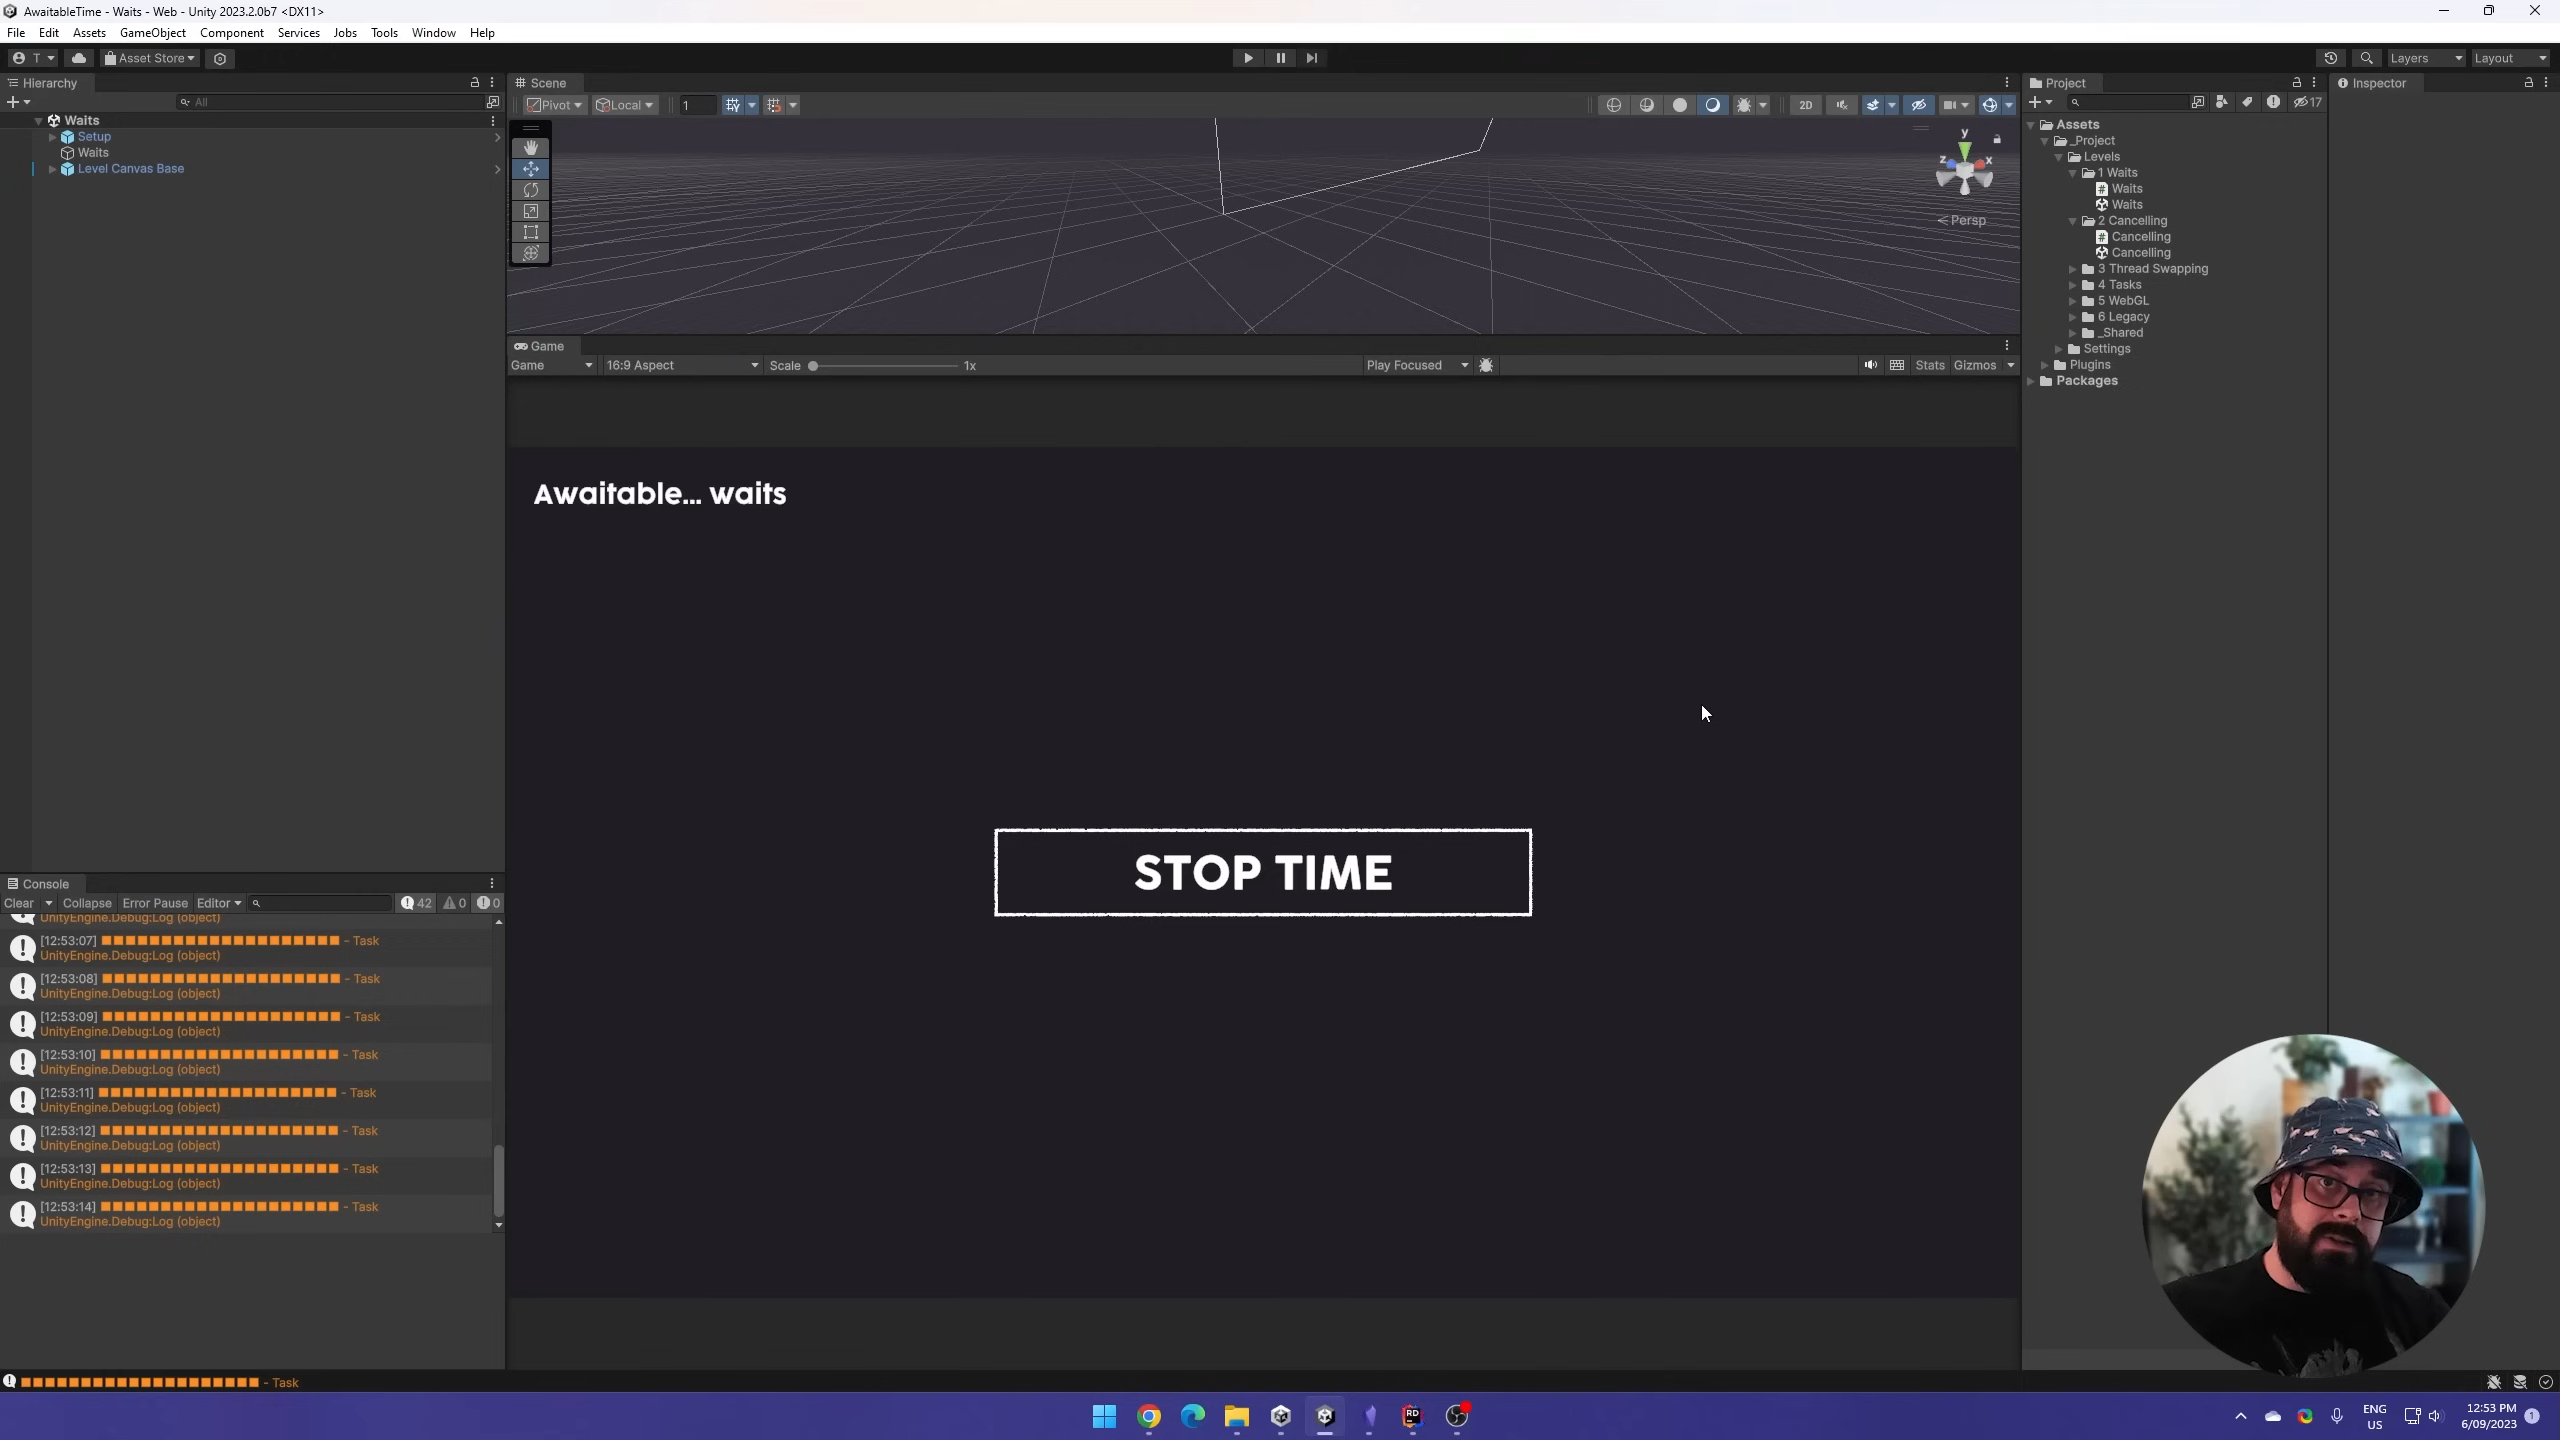 AwaitableTime - Waits - Web - Unity 2023.2.0b7 <DX11>
File Edit Assets GameObject Component Services Jobs Tools Window Help
T Asset Store Layers Layout
Hierarchy
All
Waits
Setup
Waits
Level Canvas Base
Scene
Pivot Local 1 2D
y
z x
Persp
Game
Game 16:9 Aspect Scale 1x Play Focused Stats Gizmos
Awaitable... waits
STOP TIME
Project
17
Assets
_Project
Levels
1 Waits
Waits
Waits
2 Cancelling
Cancelling
Cancelling
3 Thread Swapping
4 Tasks
5 WebGL
6 Legacy
_Shared
Settings
Plugins
Packages
Inspector
Console
Clear Collapse Error Pause Editor 42 0 0
UnityEngine.Debug:Log (object)
[12:53:07] ■■■■■■■■■■■■■■■■■■■■ - Task
UnityEngine.Debug:Log (object)
[12:53:08] ■■■■■■■■■■■■■■■■■■■■ - Task
UnityEngine.Debug:Log (object)
[12:53:09] ■■■■■■■■■■■■■■■■■■■■ - Task
UnityEngine.Debug:Log (object)
[12:53:10] ■■■■■■■■■■■■■■■■■■■■ - Task
UnityEngine.Debug:Log (object)
[12:53:11] ■■■■■■■■■■■■■■■■■■■■ - Task
UnityEngine.Debug:Log (object)
[12:53:12] ■■■■■■■■■■■■■■■■■■■■ - Task
UnityEngine.Debug:Log (object)
[12:53:13] ■■■■■■■■■■■■■■■■■■■■ - Task
UnityEngine.Debug:Log (object)
[12:53:14] ■■■■■■■■■■■■■■■■■■■■ - Task
UnityEngine.Debug:Log (object)
■■■■■■■■■■■■■■■■■■■■ - Task
RD
ENG
US
12:53 PM
6/09/2023
1